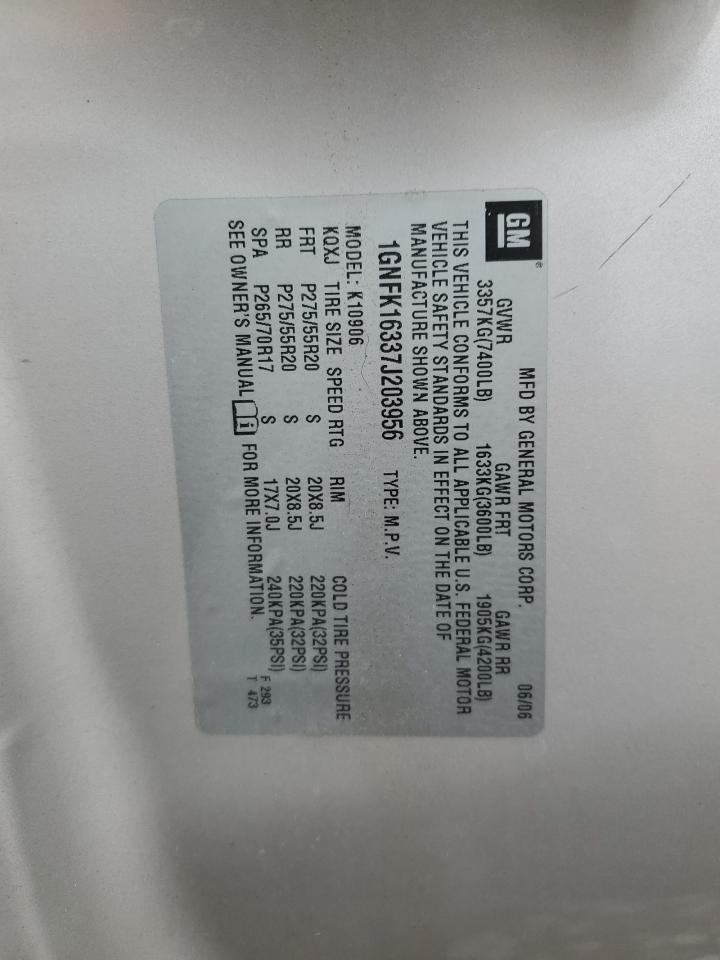 GM®
MFD BY GENERAL MOTORS CORP. 06/06
GVWR GAWR FRT GAWR RR
3357KG(7400LB) 1633KG(3600LB) 1905KG(4200LB)
THIS VEHICLE CONFORMS TO ALL APPLICABLE U.S. FEDERAL MOTOR
VEHICLE SAFETY STANDARDS IN EFFECT ON THE DATE OF
MANUFACTURE SHOWN ABOVE.
1GNFK16337J203956 TYPE: M.P.V.
MODEL: K10906
KQXJ TIRE SIZE SPEED RTG RIM COLD TIRE PRESSURE
FRT P275/55R20 S 20X8.5J 220KPA(32PSI)
RR P275/55R20 S 20X8.5J 220KPA(32PSI)
SPA P265/70R17 S 17X7.0J 240KPA(35PSI)
SEE OWNER'S MANUAL i FOR MORE INFORMATION.
F 293
T 473